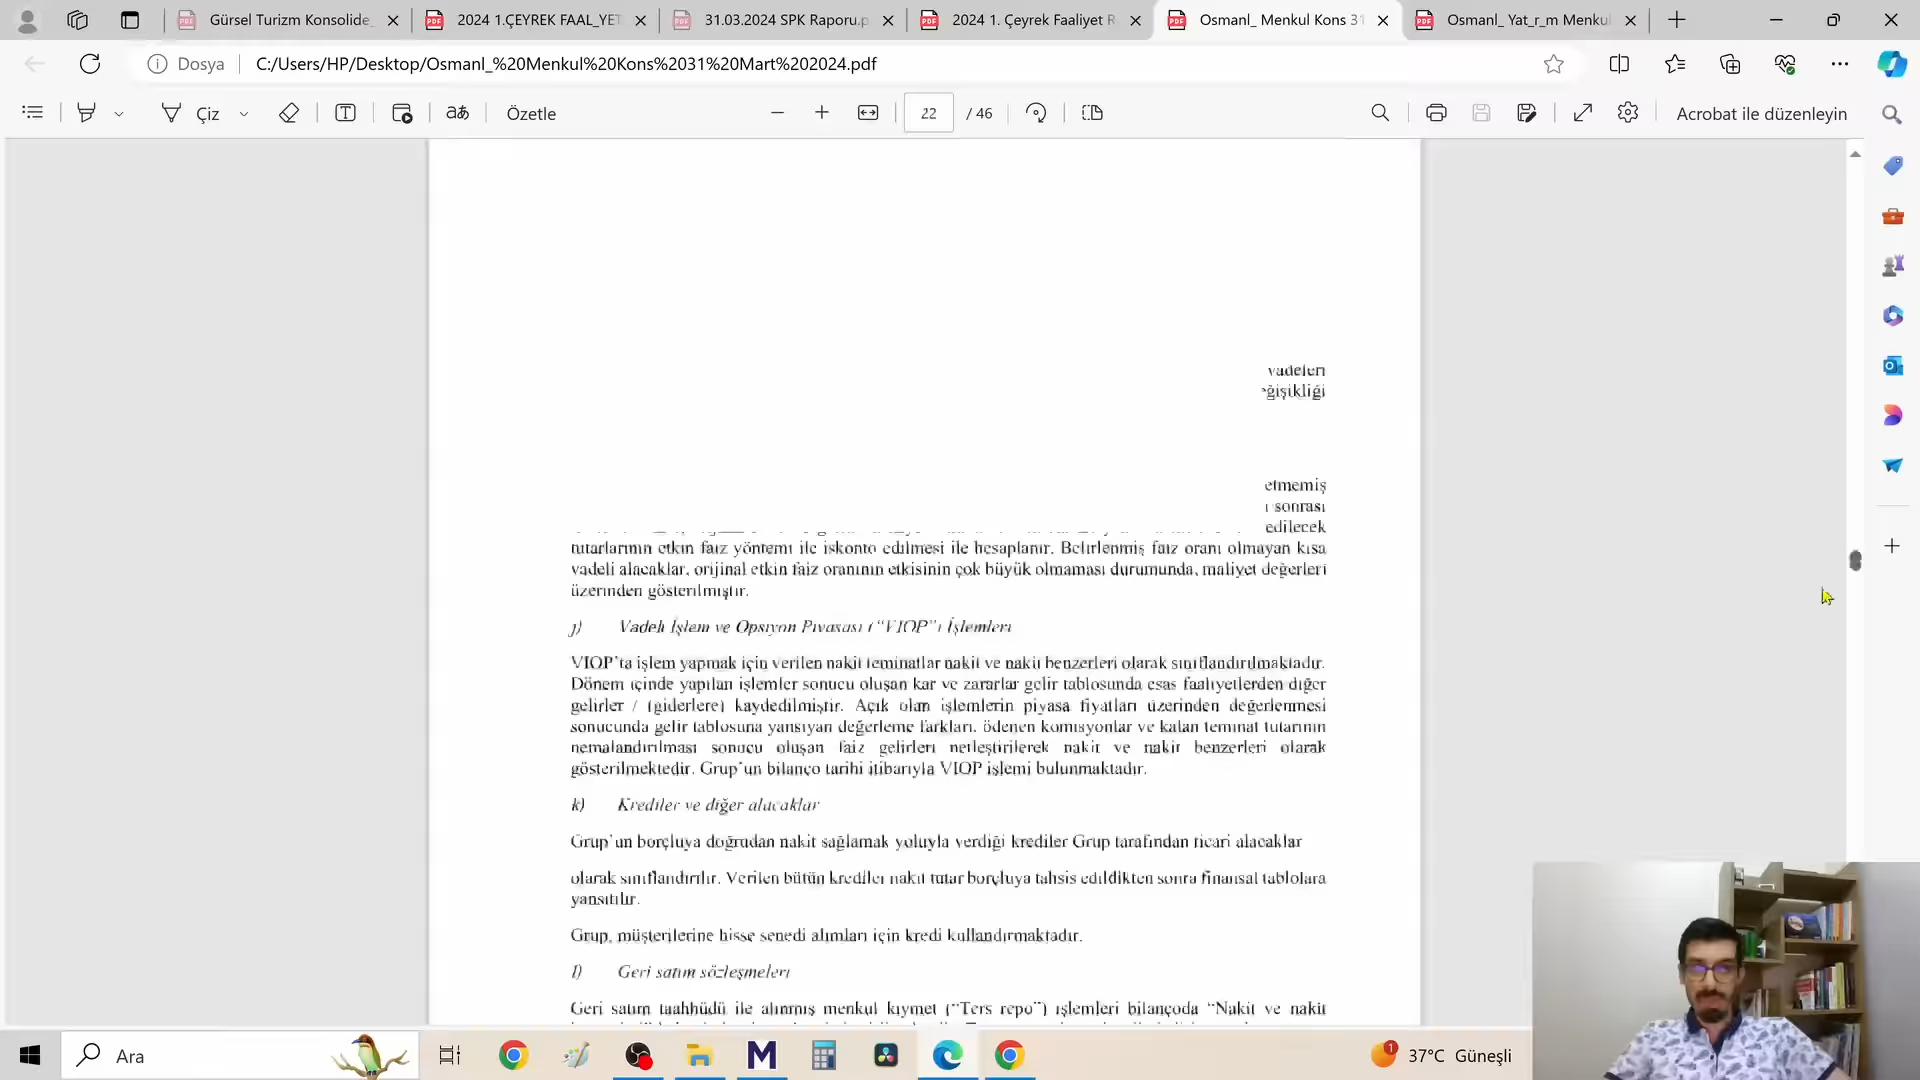 Gürsel Turizm Konsolide_
2024 1.ÇEYREK FAAL_YET
31.03.2024 SPK Raporu.p
2024 1. Çeyrek Faaliyet R
Osmanl_ Menkul Kons 31
Osmanl_ Yat_r_m Menkul
Dosya
C:/Users/HP/Desktop/Osmanl_%20Menkul%20Kons%2031%20Mart%202024.pdf
Çiz
aあ
Özetle
22 / 46
Acrobat ile düzenleyin
vadeleri
eğişikliği
etmemiş
sonrası
edilecek
tutarlarının etkin faiz yöntemi ile iskonto edilmesi ile hesaplanır. Belirlenmiş faiz oranı olmayan kısa
vadeli alacaklar, orijinal etkin faiz oranının etkisinin çok büyük olmaması durumunda, maliyet değerleri
üzerinden gösterilmiştir.
j) Vadeli İşlem ve Opsiyon Piyasası ("VIOP") İşlemleri
VIOP'ta işlem yapmak için verilen nakit teminatlar nakit ve nakit benzerleri olarak sınıflandırılmaktadır.
Dönem içinde yapılan işlemler sonucu oluşan kar ve zararlar gelir tablosunda esas faaliyetlerden diğer
gelirler / (giderlere) kaydedilmiştir. Açık olan işlemlerin piyasa fiyatları üzerinden değerlenmesi
sonucunda gelir tablosuna yansıyan değerleme farkları, ödenen komisyonlar ve kalan teminat tutarının
nemalandırılması sonucu oluşan faiz gelirleri netleştirilerek nakit ve nakit benzerleri olarak
gösterilmektedir. Grup'un bilanço tarihi itibarıyla VIOP işlemi bulunmaktadır.
k) Krediler ve diğer alacaklar
Grup'un borçluya doğrudan nakit sağlamak yoluyla verdiği krediler Grup tarafından ticari alacaklar
olarak sınıflandırılır. Verilen bütün krediler nakit tutar borçluya tahsis edildikten sonra finansal tablolara
yansıtılır.
Grup, müşterilerine hisse senedi alımları için kredi kullandırmaktadır.
l) Geri satım sözleşmeleri
Geri satım taahhüdü ile alınmış menkul kıymet ("Ters repo") işlemleri bilançoda "Nakit ve nakit
Ara
1
37°C Güneşli